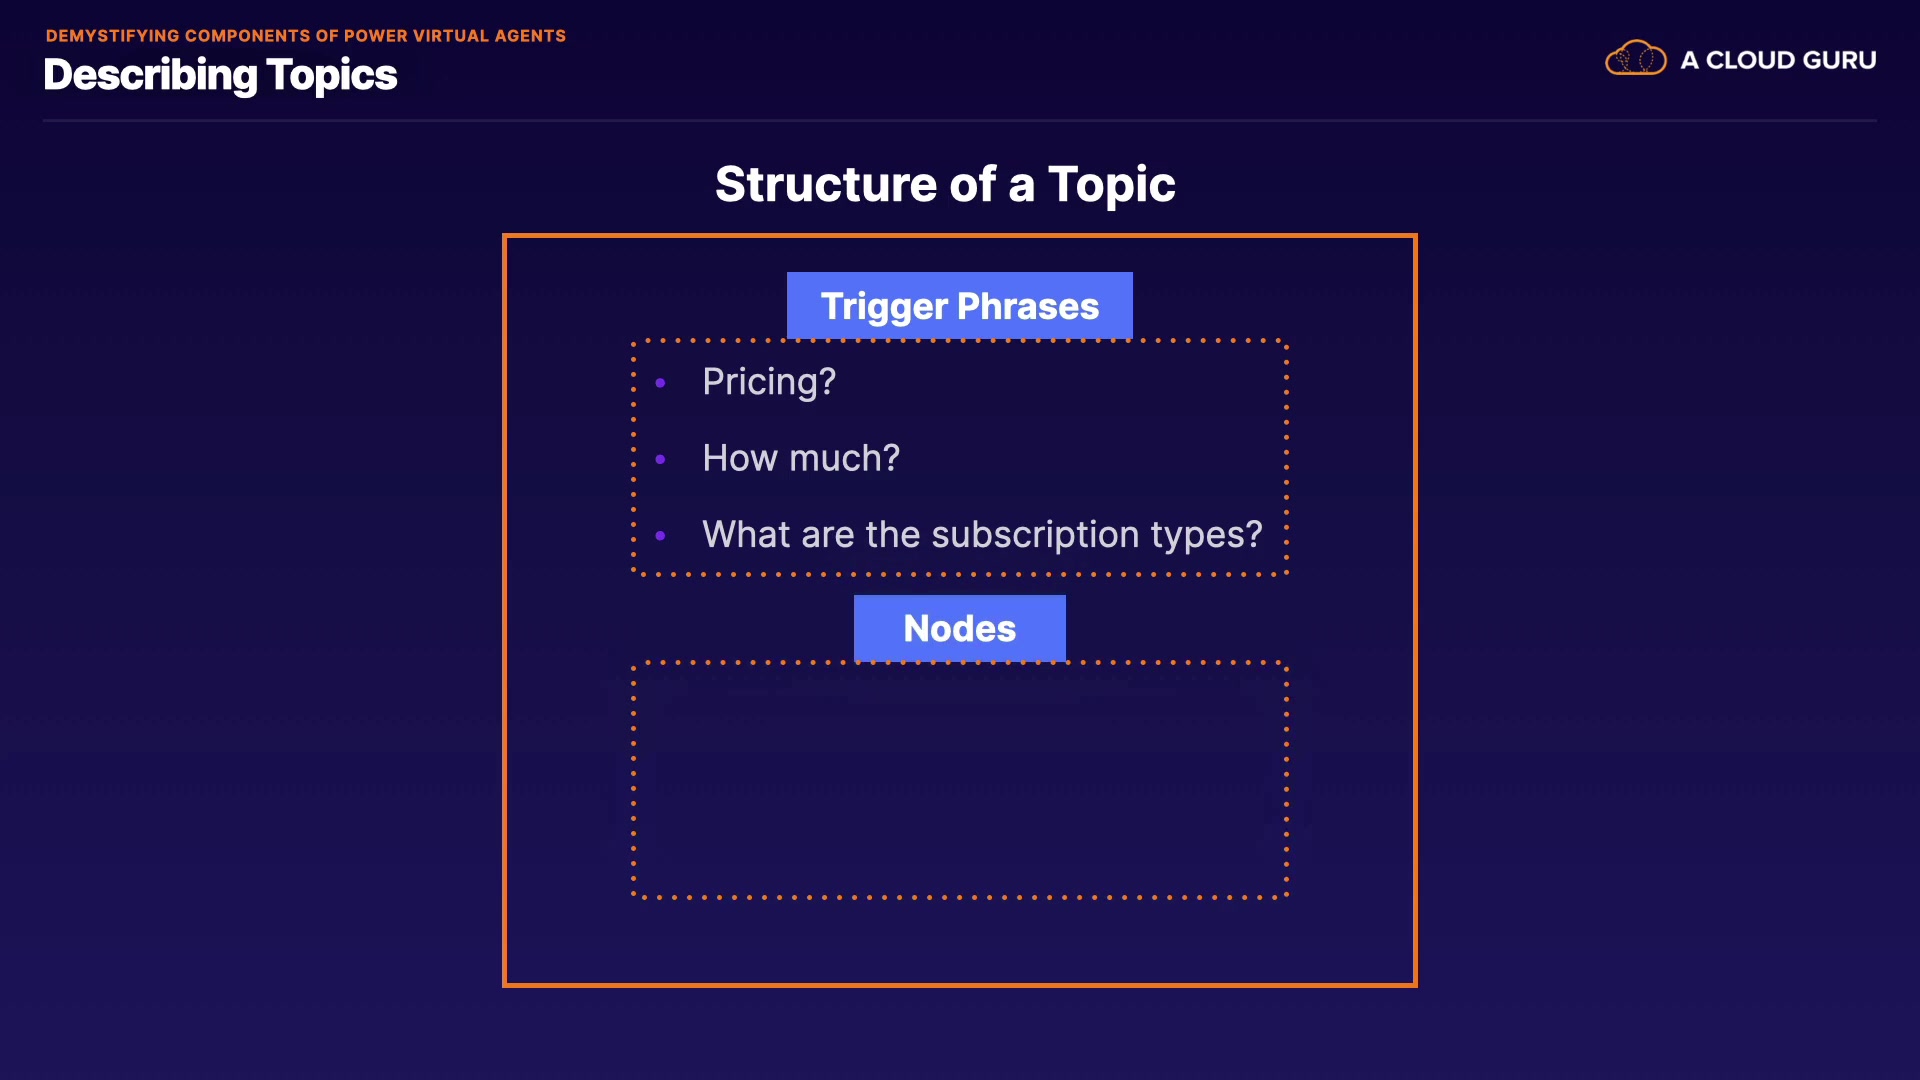 DEMYSTIFYING COMPONENTS OF POWER VIRTUAL AGENTS
Describing Topics
A CLOUD GURU
Structure of a Topic
Trigger Phrases
• Pricing?
• How much?
• What are the subscription types?
Nodes